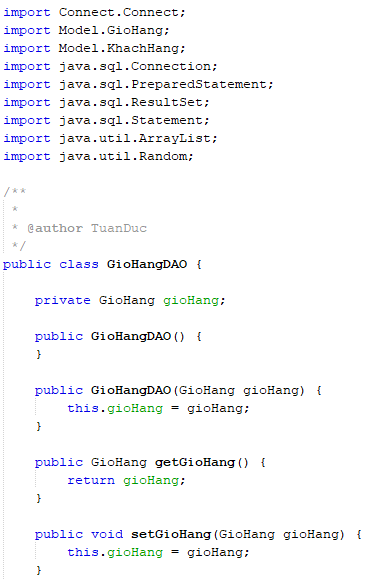 import Connect.Connect;
import Model.GioHang;
import Model.KhachHang;
import java.sql.Connection;
import java.sql.PreparedStatement;
import java.sql.ResultSet;
import java.sql.Statement;
import java.util.ArrayList;
import java.util.Random;
/**
 *
 * @author TuanDuc
 */
public class GioHangDAO {
    private GioHang gioHang;
    public GioHangDAO() {
    }
    public GioHangDAO(GioHang gioHang) {
        this.gioHang = gioHang;
    }
    public GioHang getGioHang() {
        return gioHang;
    }
    public void setGioHang(GioHang gioHang) {
        this.gioHang = gioHang;
    }